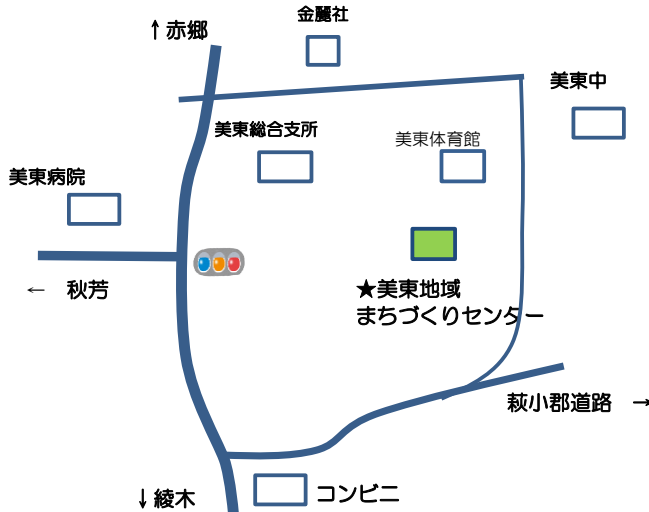 金麗社
↑赤郷
美東中
美東総合支所
美東体育館
美東病院
← 秋芳
★美東地域
まちづくりセンター
萩小郡道路 →
↓綾木
コンビニ